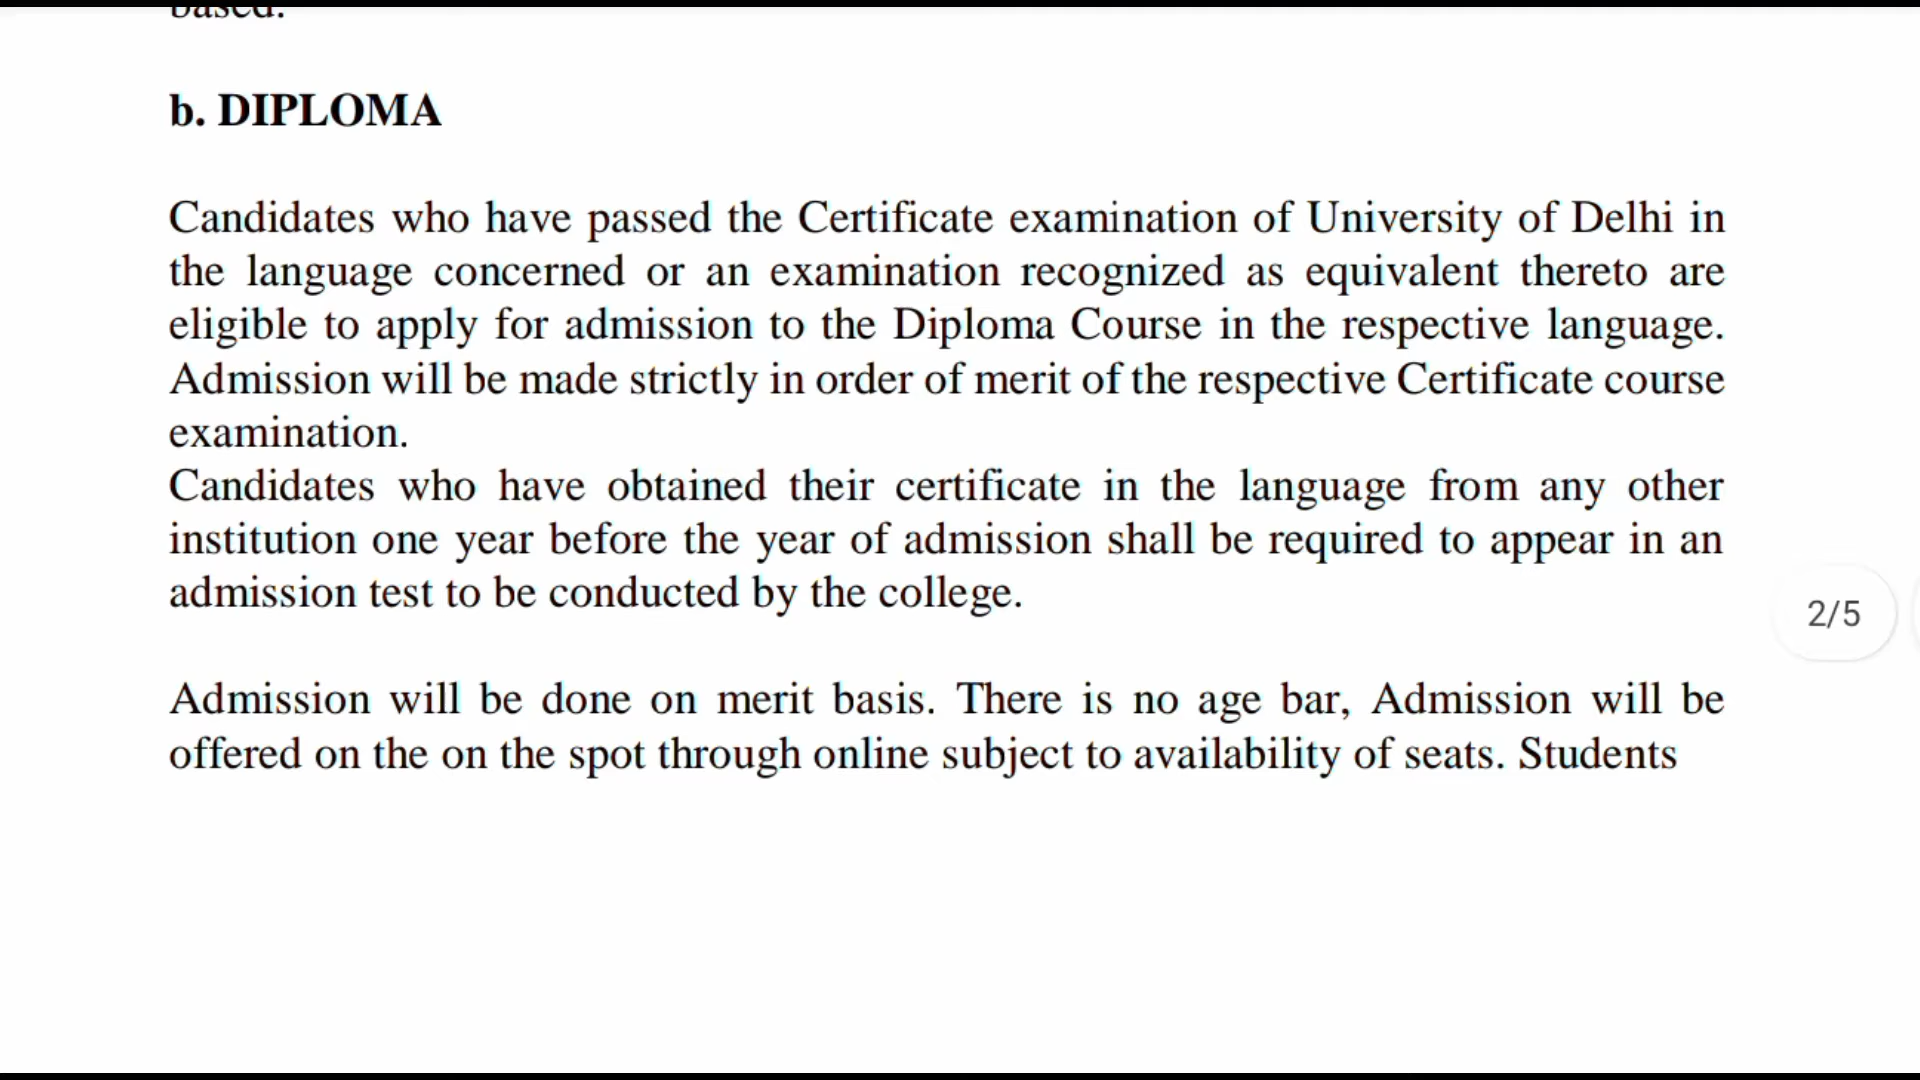 based.
b. DIPLOMA
Candidates who have passed the Certificate examination of University of Delhi in
the language concerned or an examination recognized as equivalent thereto are
eligible to apply for admission to the Diploma Course in the respective language.
Admission will be made strictly in order of merit of the respective Certificate course
examination.
Candidates who have obtained their certificate in the language from any other
institution one year before the year of admission shall be required to appear in an
admission test to be conducted by the college.
2/5
Admission will be done on merit basis. There is no age bar, Admission will be
offered on the on the spot through online subject to availability of seats. Students